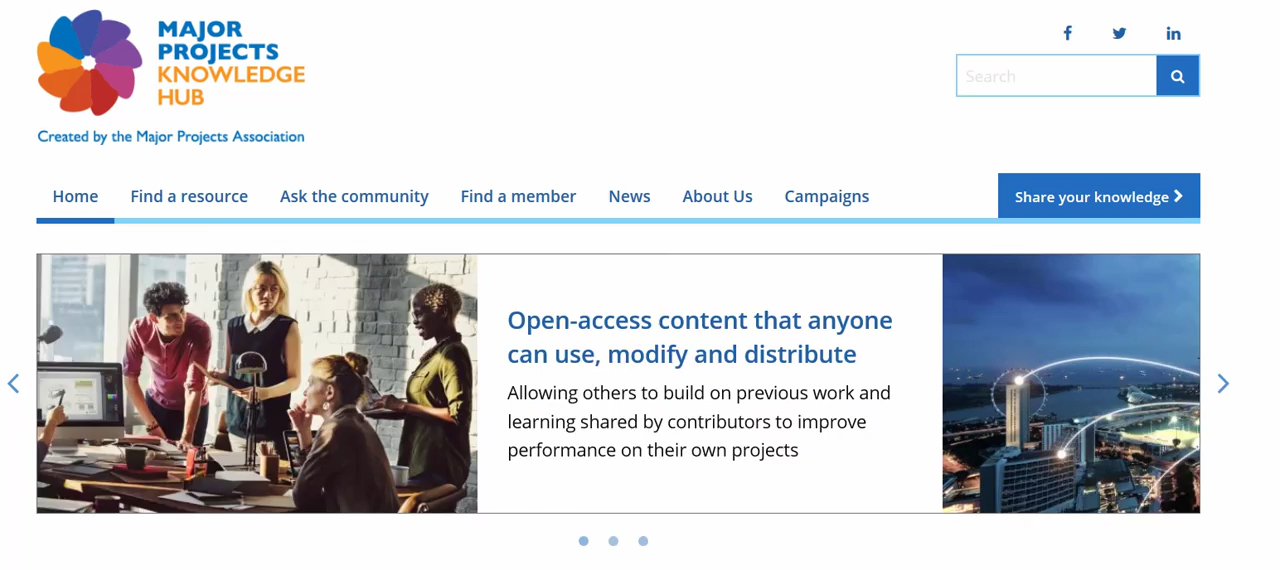 MAJOR
PROJECTS
KNOWLEDGE
HUB
Created by the Major Projects Association
Search
Home Find a resource Ask the community Find a member News About Us Campaigns Share your knowledge
Open-access content that anyone
can use, modify and distribute
Allowing others to build on previous work and
learning shared by contributors to improve
performance on their own projects